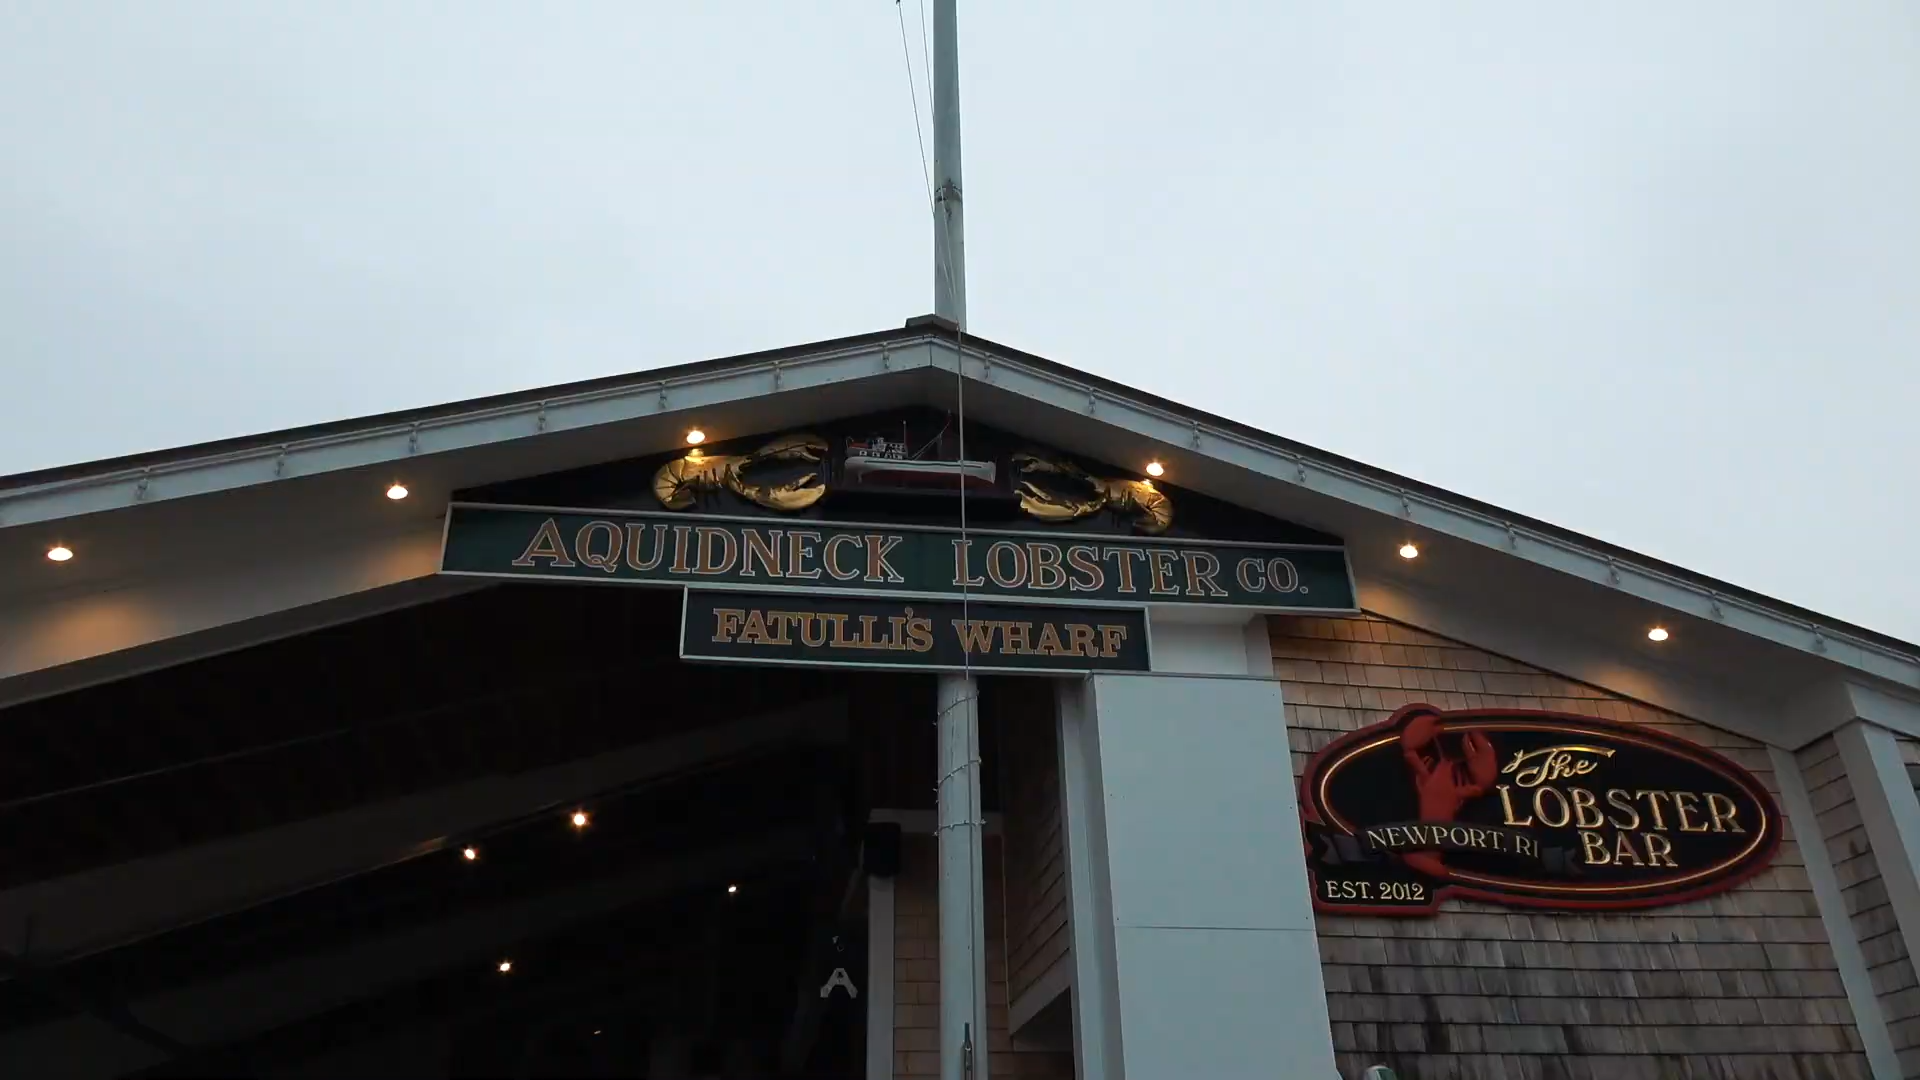 AQUIDNECK LOBSTER CO.
FATULLI'S WHARF
The
LOBSTER
BAR
NEWPORT, RI
EST. 2012
A